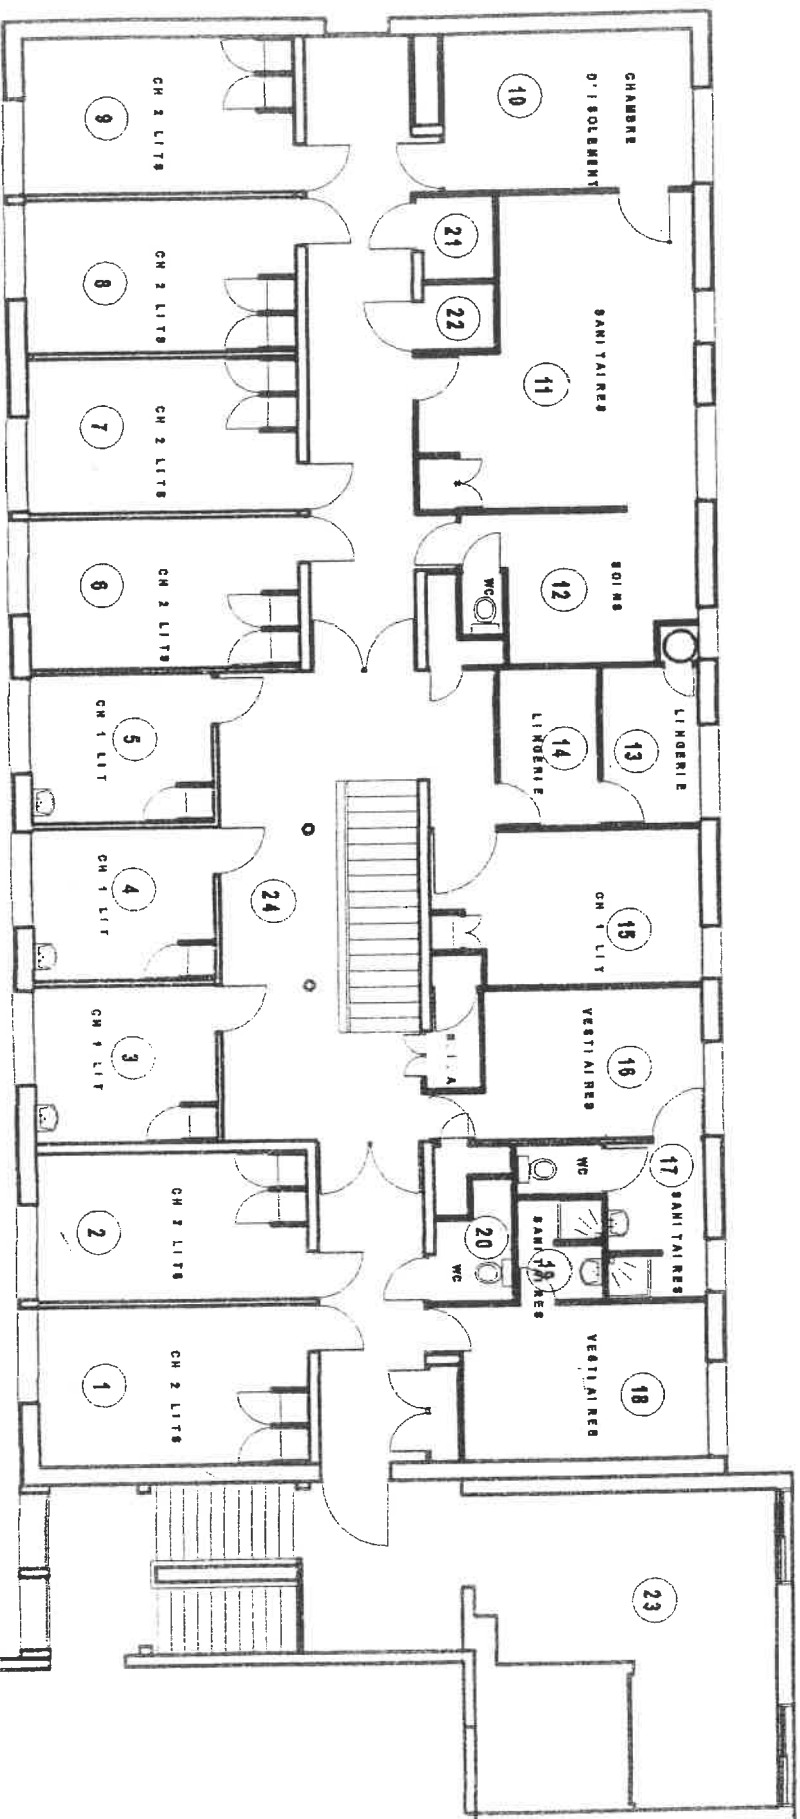 9
CH 2 LITS
8
CH 2 LITS
7
CH 2 LITS
6
CH 2 LITS
5
CH 1 LIT
4
CH 1 LIT
3
CH 1 LIT
2
CH 2 LITS
1
CH 2 LITS
10
CHAMBRE
D'ISOLEMENT
21
22
11
SANITAIRES
12
SOINS
WC
13
LINGERIE
14
LINGERIE
15
CH 1 LIT
24
16
VESTIAIRES
17
SANITAIRES
WC
19
SANITAIRES
20
WC
18
VESTIAIRES
23